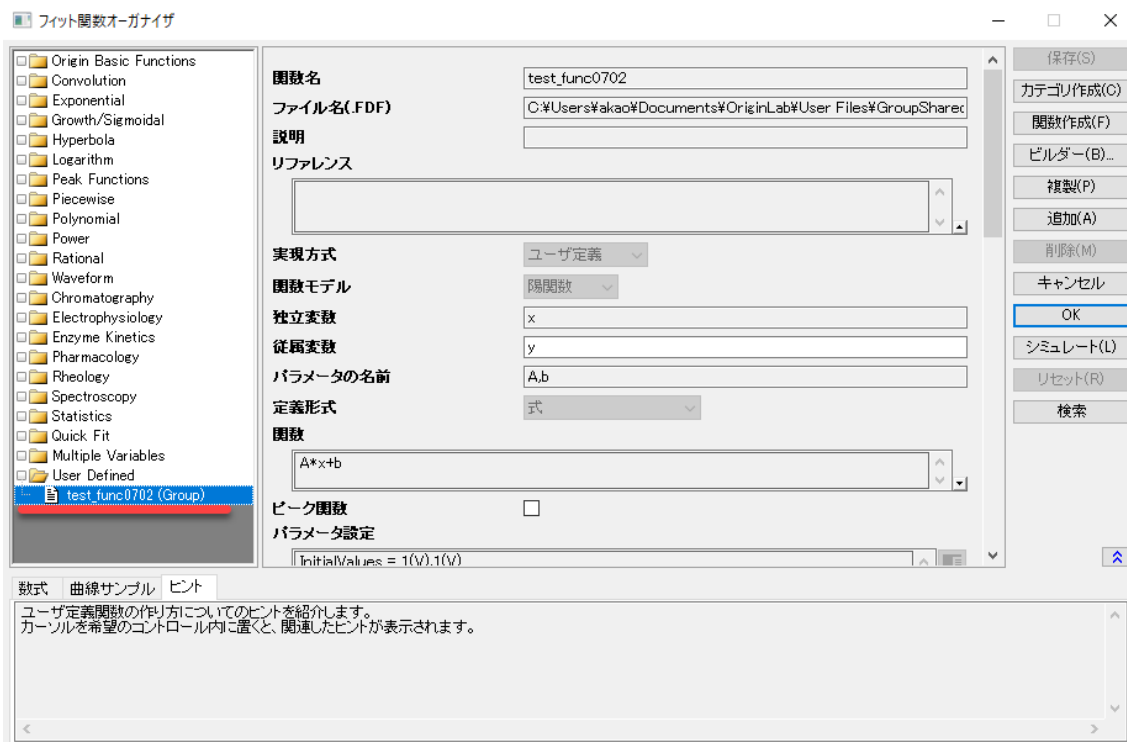 フィット関数オーガナイザ
Origin Basic Functions
Convolution
Exponential
Growth/Sigmoidal
Hyperbola
Logarithm
Peak Functions
Piecewise
Polynomial
Power
Rational
Waveform
Chromatography
Electrophysiology
Enzyme Kinetics
Pharmacology
Rheology
Spectroscopy
Statistics
Quick Fit
Multiple Variables
User Defined
test_func0702 (Group)
関数名 test_func0702
ファイル名(.FDF) C:¥Users¥akao¥Documents¥OriginLab¥User Files¥GroupShared
説明
リファレンス
実現方式 ユーザ定義
関数モデル 陽関数
独立変数 x
従属変数 y
パラメータの名前 A,b
定義形式 式
関数
A*x+b
ピーク関数
パラメータ設定
InitialValues = 1(V),1(V)
保存(S)
カテゴリ作成(C)
関数作成(F)
ビルダー(B)...
複製(P)
追加(A)
削除(M)
キャンセル
OK
シミュレート(L)
リセット(R)
検索
数式 曲線サンプル ヒント
ユーザ定義関数の作り方についてのヒントを紹介します。
カーソルを希望のコントロール内に置くと、関連したヒントが表示されます。